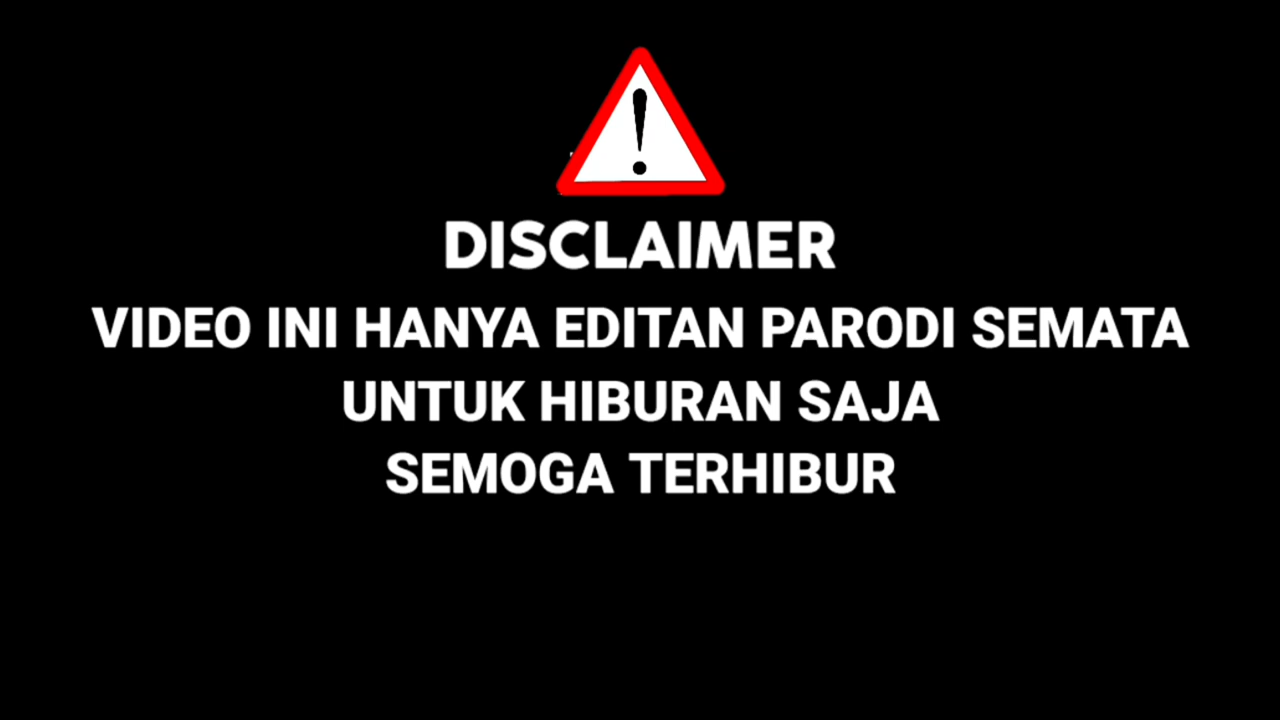 DISCLAIMER
VIDEO INI HANYA EDITAN PARODI SEMATA
UNTUK HIBURAN SAJA
SEMOGA TERHIBUR